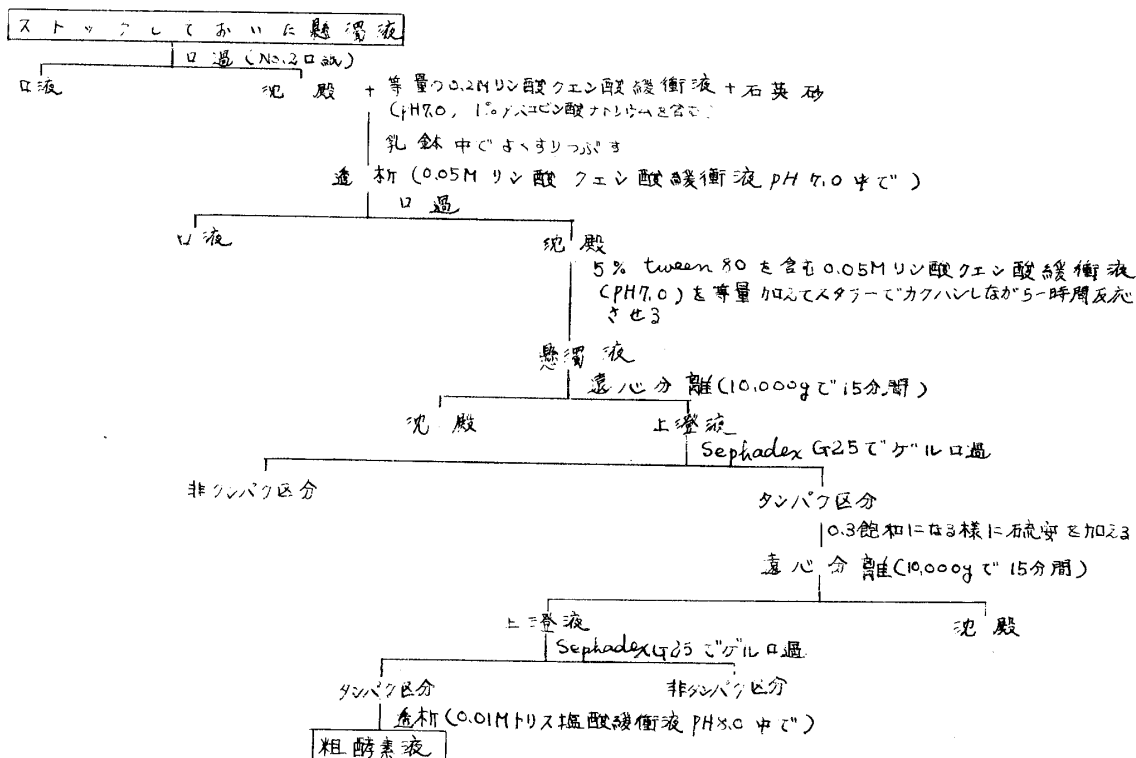 ストックしておいた懸濁液
ロ過(No.2ロ紙)
ロ液 沈殿 + 等量の0.2Mリン酸クエン酸緩衝液 + 石英砂
(pH7.0, 1%アスコビン酸ナトリウムを含む)
乳鉢中でよくすりつぶす
透析(0.05Mリン酸クエン酸緩衝液 pH 7.0 中で)
ロ過
ロ液 沈殿
5% tween 80 を含む0.05Mリン酸クエン酸緩衝液
(PH7.0)を等量加えてスタラーでカクハンしながら一時間反応
させる
懸濁液
遠心分離(10,000gで15分間)
沈殿 上澄液
Sephadex G25でゲルロ過
非タンパク区分 タンパク区分
0.3飽和になる様に硫安を加える
遠心分離(10,000gで15分間)
上澄液 沈殿
Sephadex G25でゲルロ過
タンパク区分 非タンパク区分
透析(0.01Mトリス塩酸緩衝液 PH8.0 中で)
粗酵素液